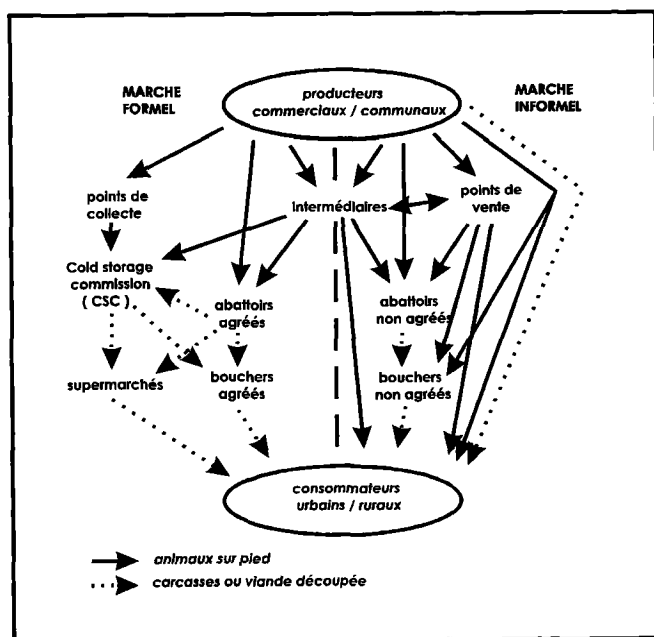 MARCHE
FORMEL
producteurs
commerciaux / communaux
MARCHE
INFORMEL
points de
collecte
intermédiaires
points de
vente
Cold storage
commission
( CSC )
abattoirs
agréés
abattoirs
non agréés
supermarchés
bouchers
agréés
bouchers
non agréés
consommateurs
urbains / ruraux
animaux sur pied
carcasses ou viande découpée